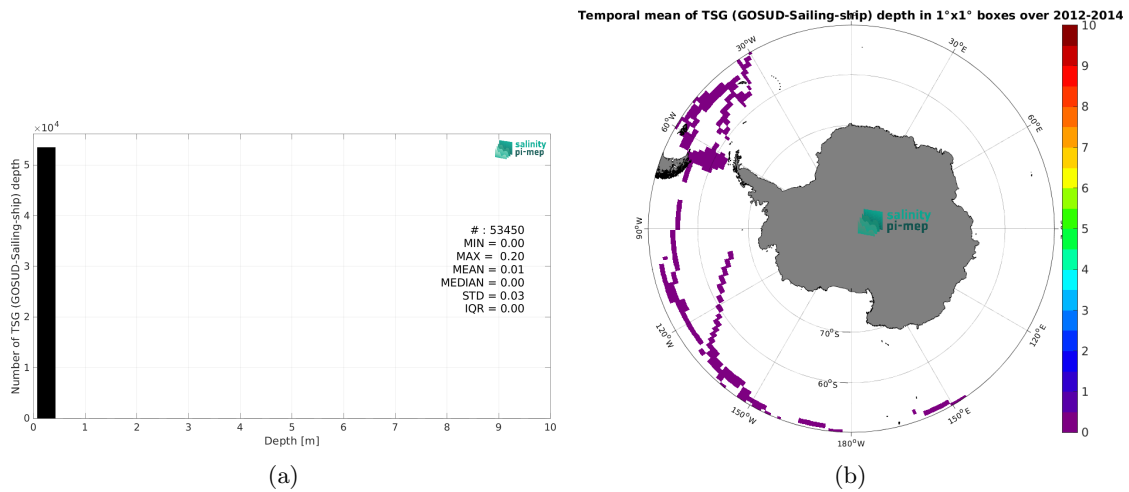 Temporal mean of TSG (GOSUD-Sailing-ship) depth in 1°x1° boxes over 2012-2014
×10⁴
5
4
3
2
1
0
Number of TSG (GOSUD-Sailing-ship) depth
salinity
pi-mep
# : 53450
MIN = 0.00
MAX = 0.20
MEAN = 0.01
MEDIAN = 0.00
STD = 0.03
IQR = 0.00
0 1 2 3 4 5 6 7 8 9 10
Depth [m]
(a)
30°W
30°E
60°W
60°E
90°W
120°W
120°E
150°W
150°E
180°W
70°S
60°S
salinity
pi-mep
10
9
8
7
6
5
4
3
2
1
0
(b)